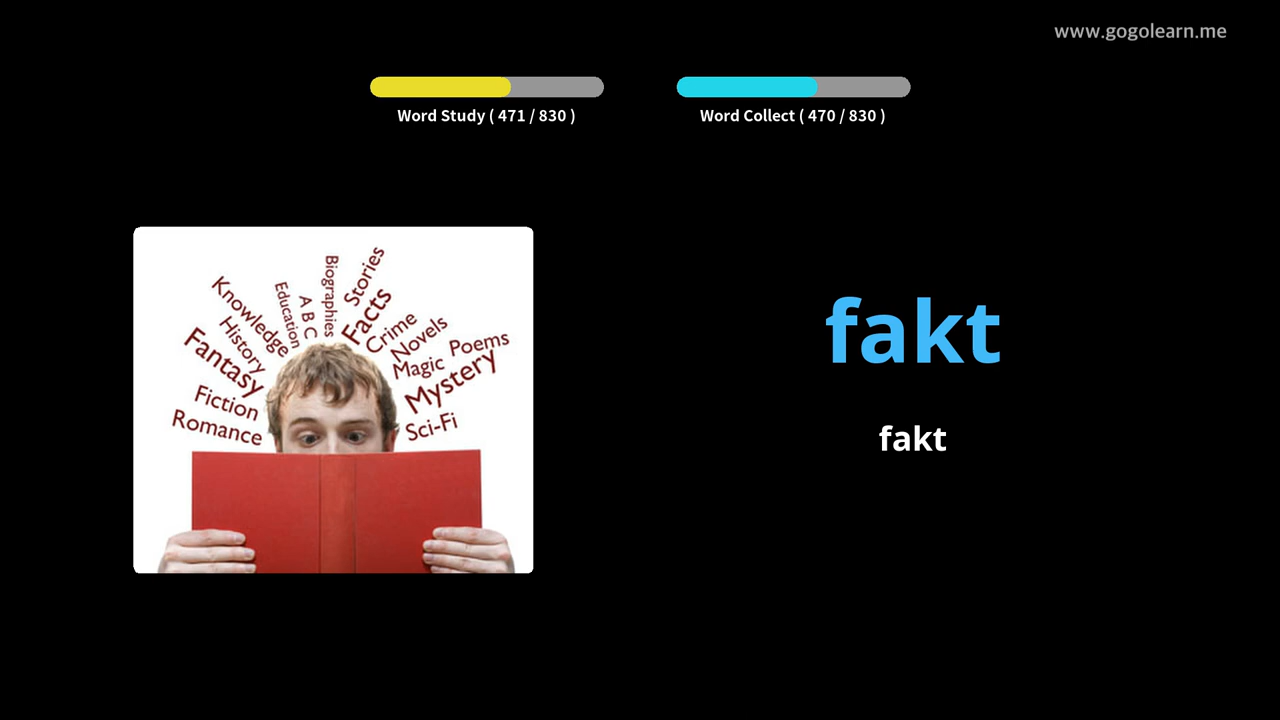 www.gogolearn.me
Word Study ( 471 / 830 )
Word Collect ( 470 / 830 )
Knowledge
Education
A B C
Biographies
Stories
Facts
Crime
Novels
Poems
History
Magic
Mystery
Fantasy
Fiction
Romance
Sci-Fi
fakt
fakt